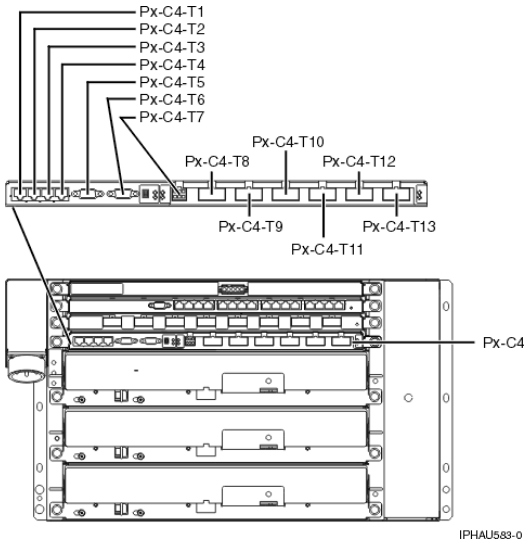 Px-C4-T1
Px-C4-T2
Px-C4-T3
Px-C4-T4
Px-C4-T5
Px-C4-T6
Px-C4-T7
Px-C4-T10
Px-C4-T8
Px-C4-T12
Px-C4-T9
Px-C4-T13
Px-C4-T11
Px-C4
IPHAU583-0